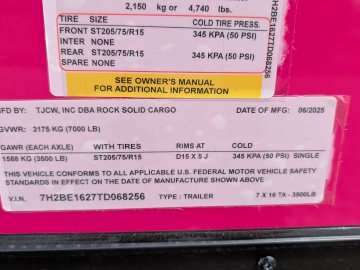 2,150 kg or 4,740 lbs.
TIRE SIZE COLD TIRE PRESS.
FRONT ST205/75/R15 345 KPA (50 PSI)
INTER NONE
REAR ST205/75/R15 345 KPA (50 PSI)
SPARE NONE
7H2BE1627TD068256
SEE OWNER'S MANUAL
FOR ADDITIONAL INFORMATION
MFD BY: TJCW, INC DBA ROCK SOLID CARGO DATE OF MFG: 06/2025
GVWR: 3175 KG (7000 LB)
GAWR (EACH AXLE) WITH TIRES RIMS AT COLD
1588 KG (3500 LB) ST205/75/R15 D15 X 5 J 345 KPA (50 PSI) SINGLE
THIS VEHICLE CONFORMS TO ALL APPLICABLE U.S. FEDERAL MOTOR VEHICLE SAFETY
STANDARDS IN EFFECT ON THE DATE OF MANUFACTURE SHOWN ABOVE
V.I.N. 7H2BE1627TD068256 TYPE: TRAILER 7 X 16 TA - 3500LB